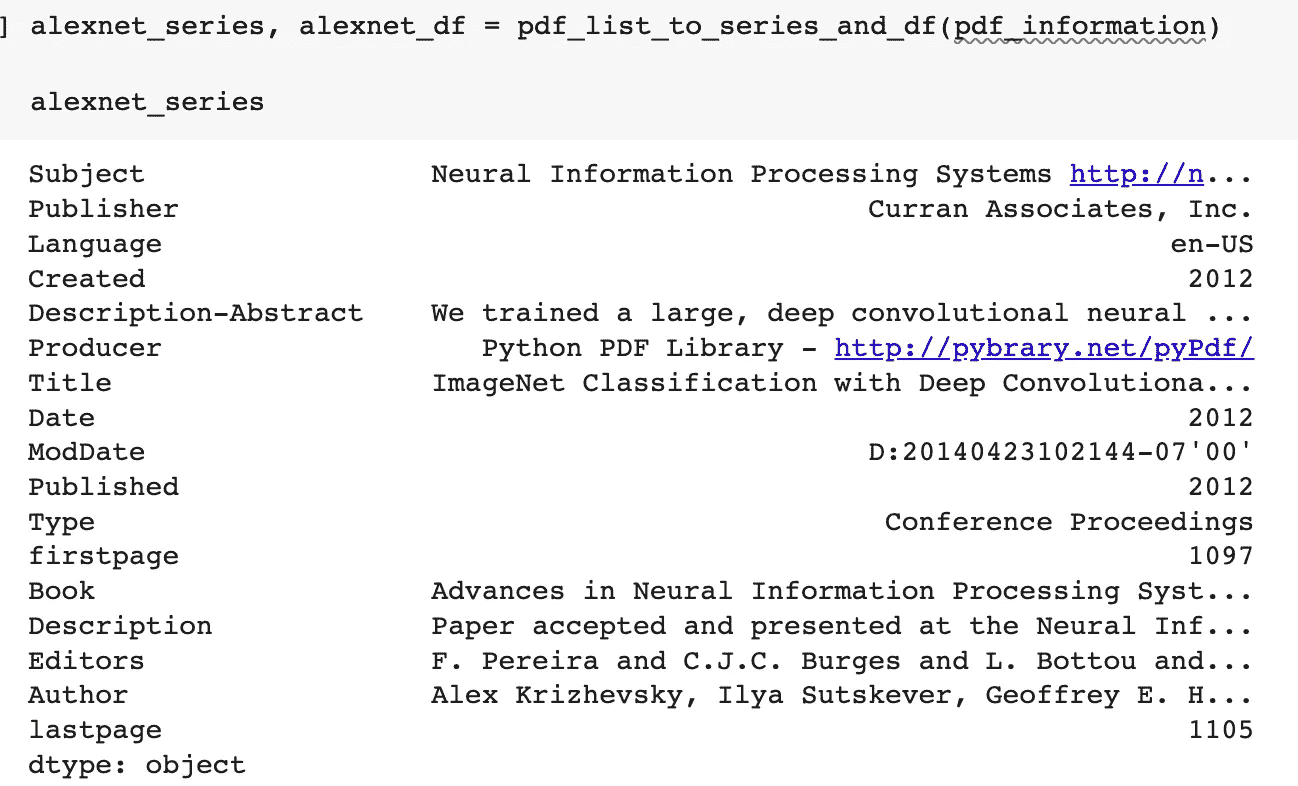 ] alexnet_series, alexnet_df = pdf_list_to_series_and_df(pdf_information)
alexnet_series
Subject Neural Information Processing Systems http://n...
Publisher Curran Associates, Inc.
Language en-US
Created 2012
Description-Abstract We trained a large, deep convolutional neural ...
Producer Python PDF Library - http://pybrary.net/pyPdf/
Title ImageNet Classification with Deep Convolutiona...
Date 2012
ModDate D:20140423102144-07'00'
Published 2012
Type Conference Proceedings
firstpage 1097
Book Advances in Neural Information Processing Syst...
Description Paper accepted and presented at the Neural Inf...
Editors F. Pereira and C.J.C. Burges and L. Bottou and...
Author Alex Krizhevsky, Ilya Sutskever, Geoffrey E. H...
lastpage 1105
dtype: object